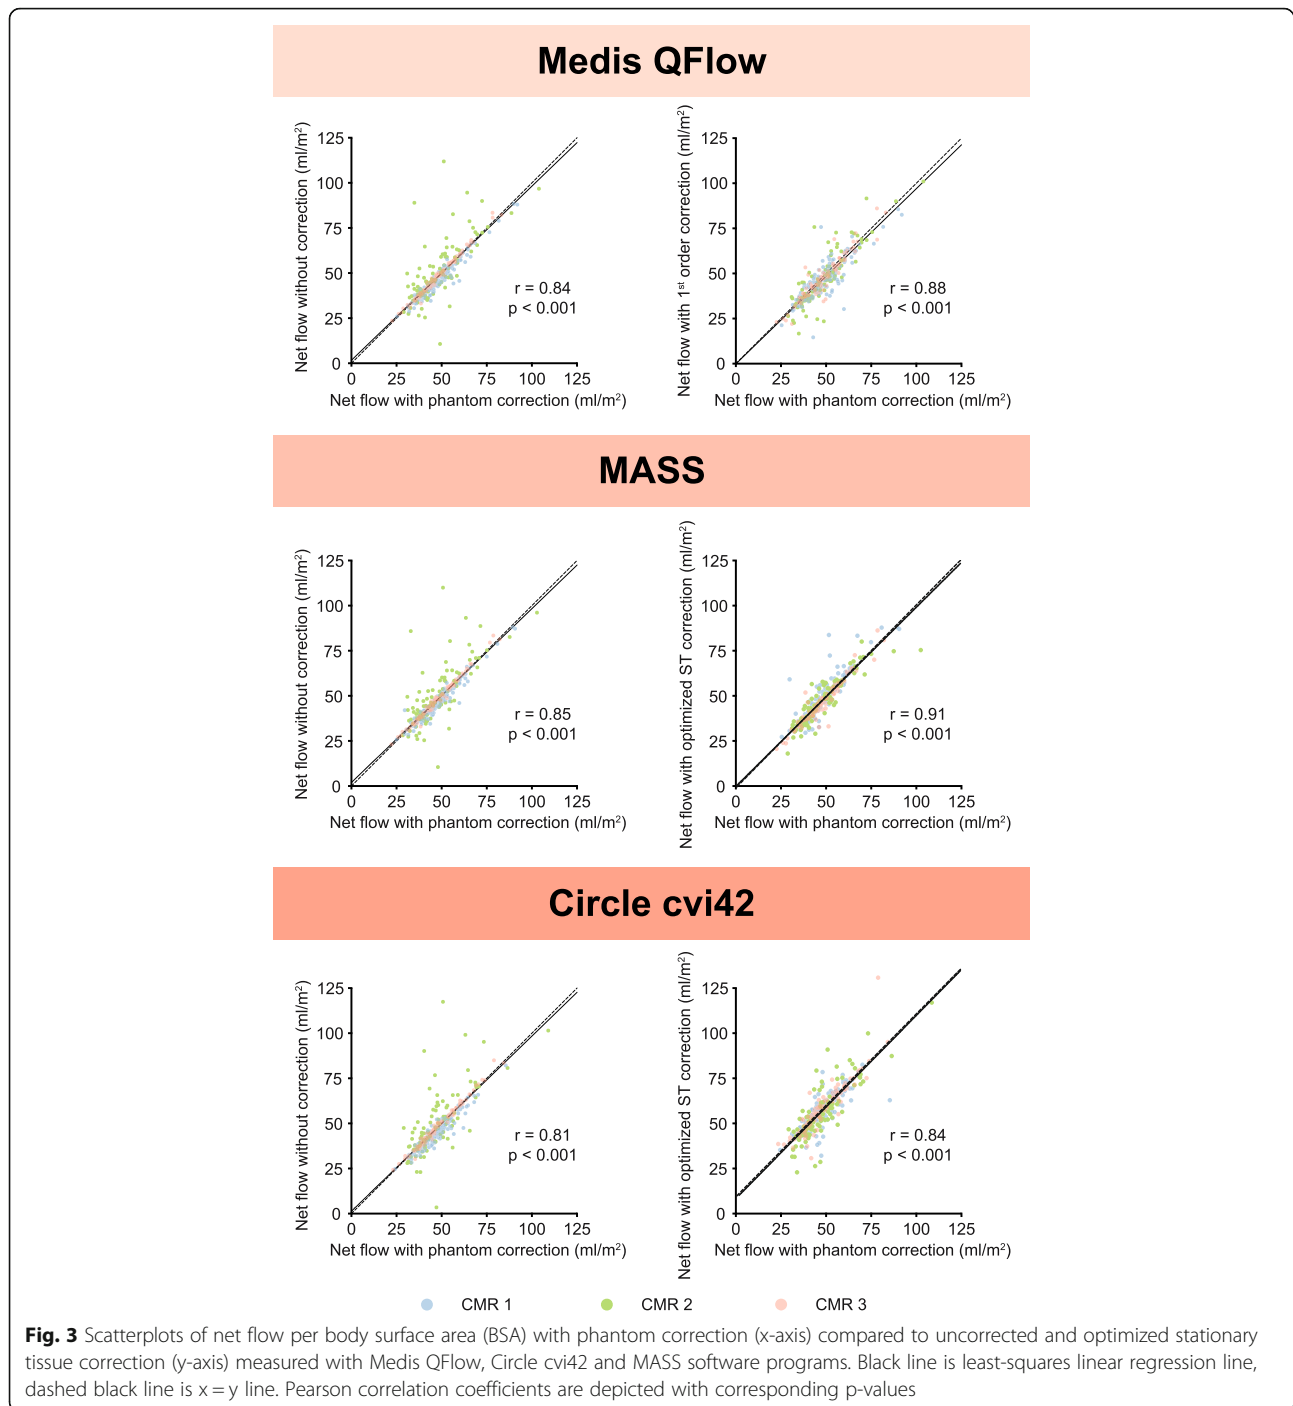 Medis QFlow
Net flow without correction (ml/m²)
125
100
75
50
25
0
r = 0.84
p < 0.001
0 25 50 75 100 125
Net flow with phantom correction (ml/m²)
Net flow with 1st order correction (ml/m²)
125
100
75
50
25
0
r = 0.88
p < 0.001
0 25 50 75 100 125
Net flow with phantom correction (ml/m²)
MASS
Net flow without correction (ml/m²)
125
100
75
50
25
0
r = 0.85
p < 0.001
0 25 50 75 100 125
Net flow with phantom correction (ml/m²)
Net flow with optimized ST correction (ml/m²)
125
100
75
50
25
0
r = 0.91
p < 0.001
0 25 50 75 100 125
Net flow with phantom correction (ml/m²)
Circle cvi42
Net flow without correction (ml/m²)
125
100
75
50
25
0
r = 0.81
p < 0.001
0 25 50 75 100 125
Net flow with phantom correction (ml/m²)
Net flow with optimized ST correction (ml/m²)
125
100
75
50
25
0
r = 0.84
p < 0.001
0 25 50 75 100 125
Net flow with phantom correction (ml/m²)
CMR 1 CMR 2 CMR 3
Fig. 3 Scatterplots of net flow per body surface area (BSA) with phantom correction (x-axis) compared to uncorrected and optimized stationary
tissue correction (y-axis) measured with Medis QFlow, Circle cvi42 and MASS software programs. Black line is least-squares linear regression line,
dashed black line is x = y line. Pearson correlation coefficients are depicted with corresponding p-values